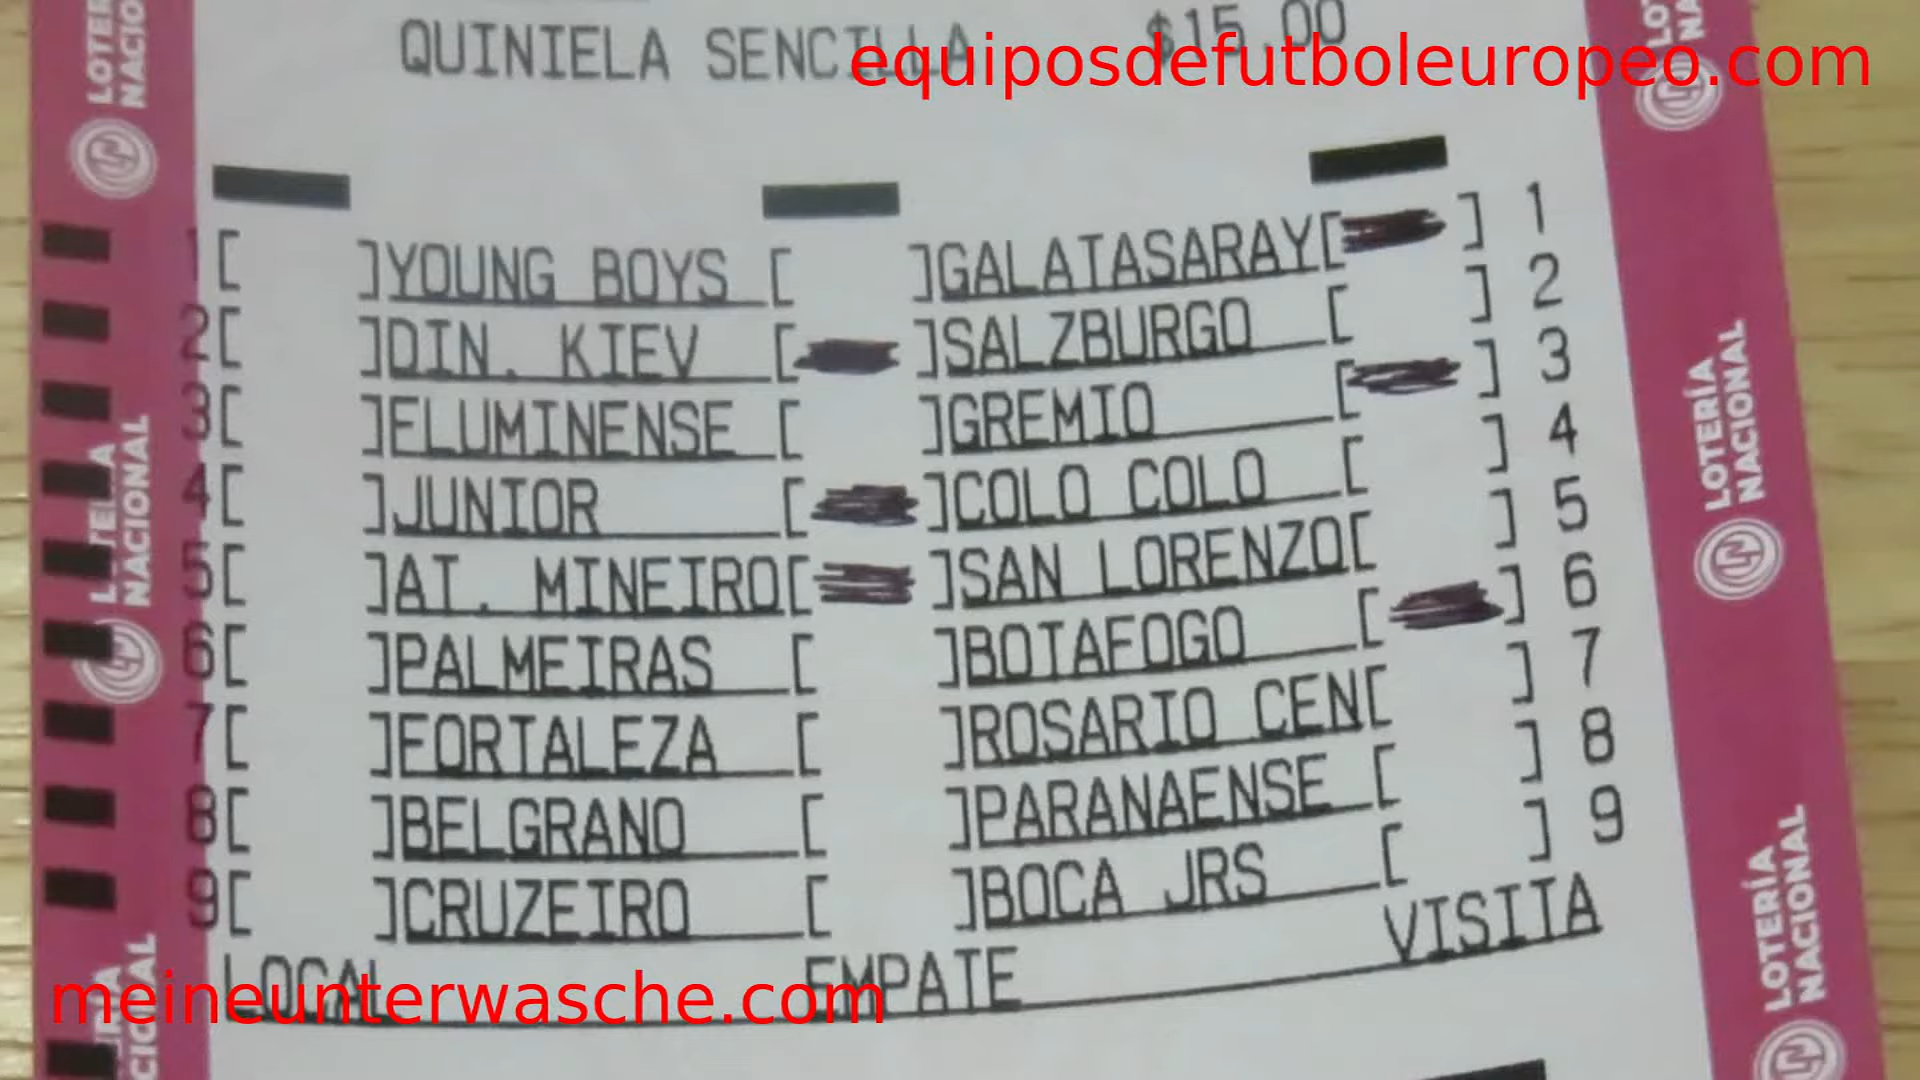 QUINIELA SENCILLA $15.00
equiposdefutboleuropeo.com
1[ ]YOUNG BOYS [ ]GALATASARAY[ ] 1
2[ ]DIN. KIEV [ ]SALZBURGO [ ] 2
3[ ]FLUMINENSE [ ]GREMIO [ ] 3
4[ ]JUNIOR [ ]COLO COLO [ ] 4
5[ ]AT. MINEIRO[ ]SAN LORENZO[ ] 5
6[ ]PALMEIRAS [ ]BOTAFOGO [ ] 6
7[ ]FORTALEZA [ ]ROSARIO CEN[ ] 7
8[ ]BELGRANO [ ]PARANAENSE [ ] 8
9[ ]CRUZEIRO [ ]BOCA JRS [ ] 9
LOCAL EMPATE VISITA
meineunterwasche.com
LOTERÍA
NACIONAL
LOTERÍA
NACIONAL
NACIONAL